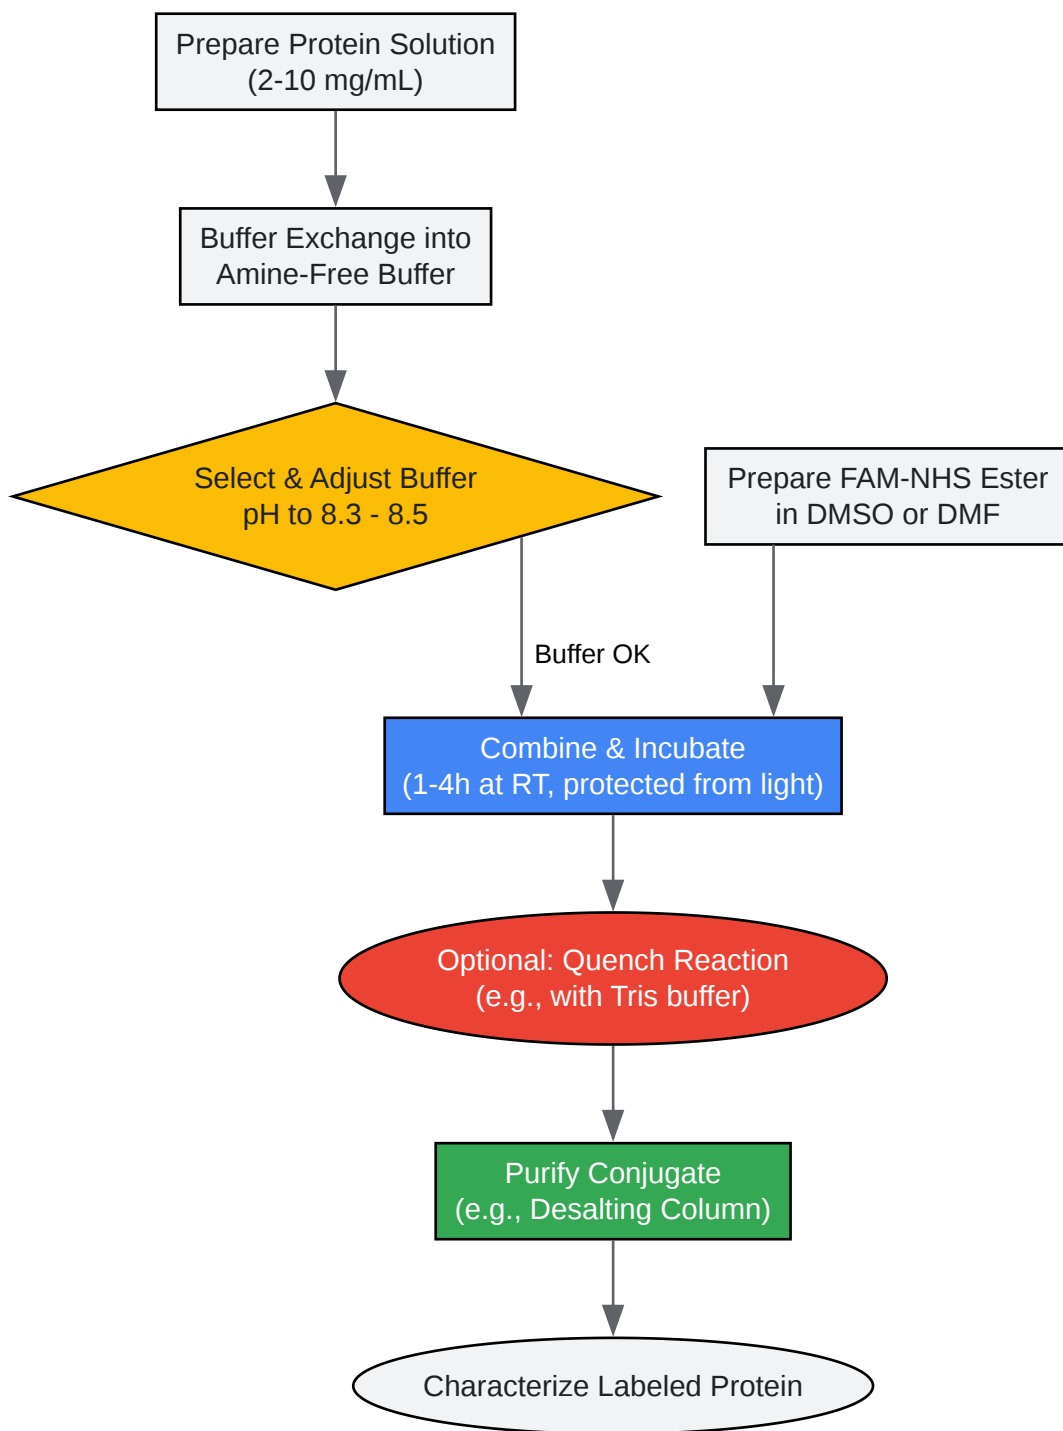 Prepare Protein Solution
(2-10 mg/mL)
Buffer Exchange into
Amine-Free Buffer
Select & Adjust Buffer
pH to 8.3 - 8.5
Prepare FAM-NHS Ester
in DMSO or DMF
Buffer OK
Combine & Incubate
(1-4h at RT, protected from light)
Optional: Quench Reaction
(e.g., with Tris buffer)
Purify Conjugate
(e.g., Desalting Column)
Characterize Labeled Protein